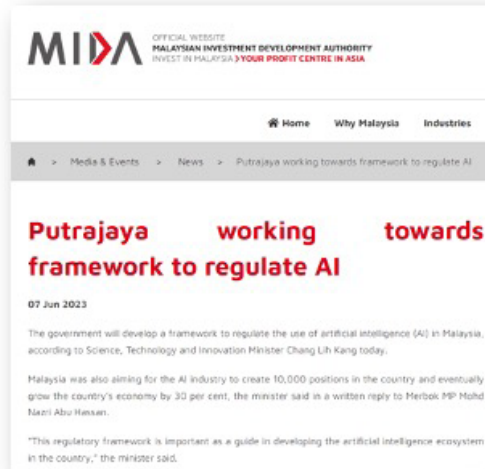 MIDA
OFFICIAL WEBSITE
MALAYSIAN INVESTMENT DEVELOPMENT AUTHORITY
INVEST IN MALAYSIA > YOUR PROFIT CENTRE IN ASIA
Home Why Malaysia Industries
> Media & Events > News > Putrajaya working towards framework to regulate AI
Putrajaya working towards
framework to regulate AI
07 Jun 2023
The government will develop a framework to regulate the use of artificial intelligence (AI) in Malaysia,
according to Science, Technology and Innovation Minister Chang Lih Kang today.
Malaysia was also aiming for the AI industry to create 10,000 positions in the country and eventually
grow the country's economy by 30 per cent, the minister said in a written reply to Merbok MP Mohd
Nazri Abu Hassan.
"This regulatory framework is important as a guide in developing the artificial intelligence ecosystem
in the country," the minister said.